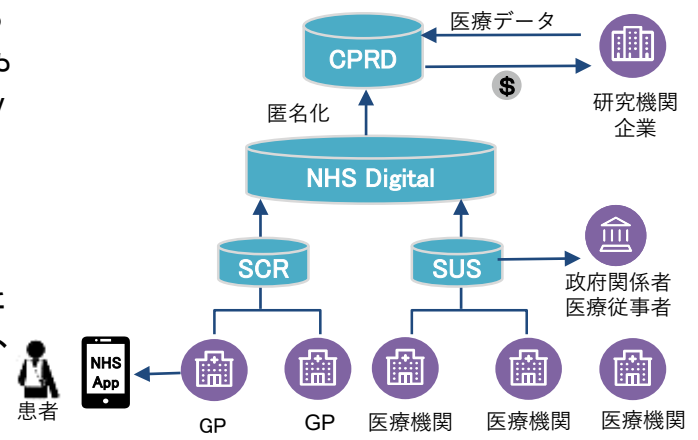 医療データ
CPRD
$
研究機関
企業
匿名化
NHS Digital
SCR
SUS
政府関係者
医療従事者
NHS
App
患者
GP
GP
医療機関
医療機関
医療機関